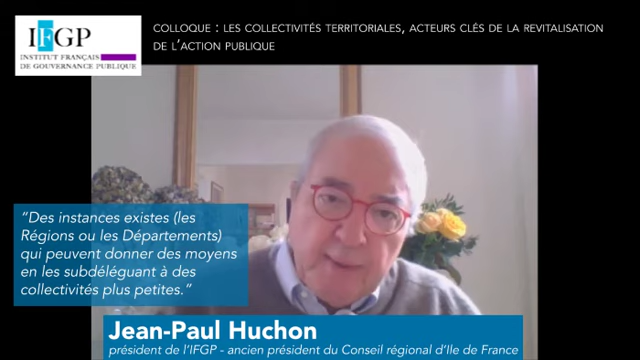 IFGP
INSTITUT FRANÇAIS
DE GOUVERNANCE PUBLIQUE
COLLOQUE : LES COLLECTIVITÉS TERRITORIALES, ACTEURS CLÉS DE LA REVITALISATION
DE L'ACTION PUBLIQUE
"Des instances existes (les
Régions ou les Départements)
qui peuvent donner des moyens
en les subdéléguant à des
collectivités plus petites."
Jean-Paul Huchon
président de l'IFGP - ancien président du Conseil régional d'Ile de France